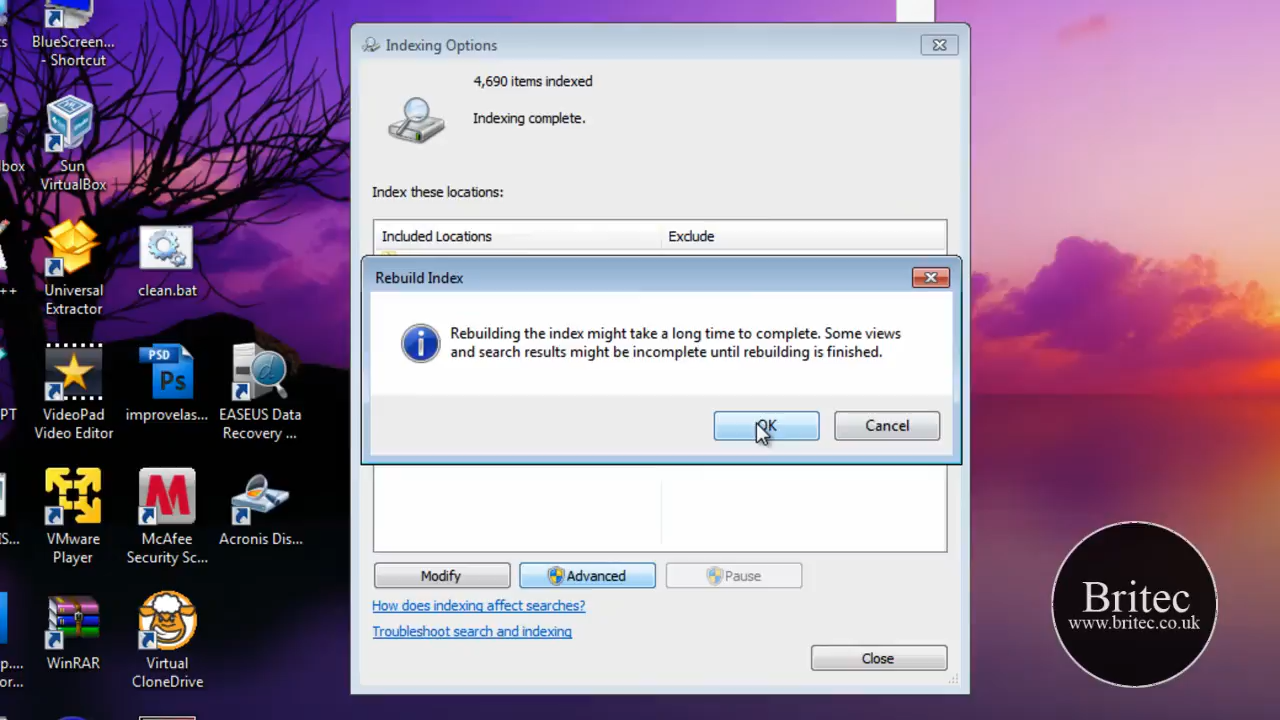 BlueScreen...
- Shortcut
Sun
VirtualBox
Universal
Extractor
clean.bat
VideoPad
Video Editor
PSD
Ps
improvelas...
EASEUS Data
Recovery ...
VMware
Player
McAfee
Security Sc...
Acronis Dis...
WinRAR
Virtual
CloneDrive
Indexing Options
4,690 items indexed
Indexing complete.
Index these locations:
Included Locations
Exclude
Rebuild Index
Rebuilding the index might take a long time to complete. Some views
and search results might be incomplete until rebuilding is finished.
OK
Cancel
Modify
Advanced
Pause
How does indexing affect searches?
Troubleshoot search and indexing
Close
Britec
www.britec.co.uk